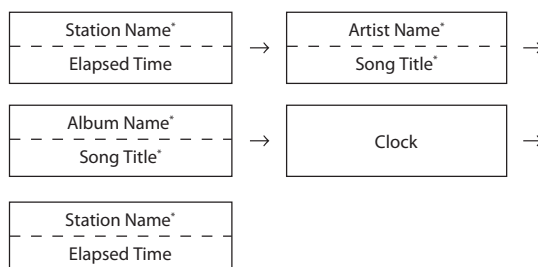 Station Name*
Elapsed Time
Artist Name*
Song Title*
Album Name*
Song Title*
Clock
Station Name*
Elapsed Time